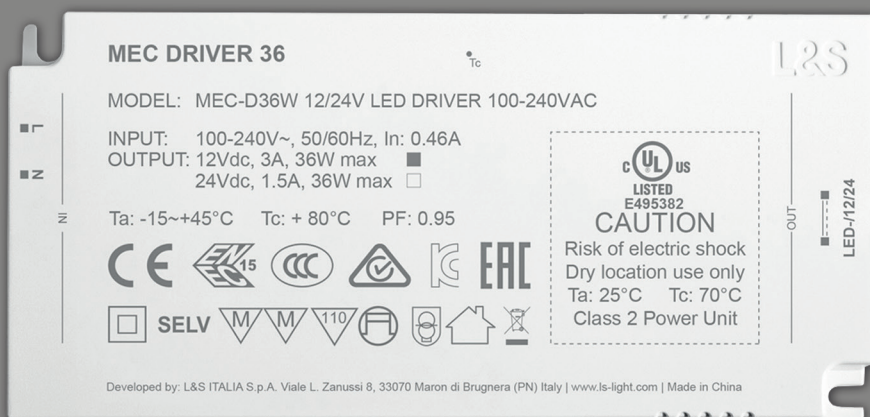 MEC DRIVER 36
Tc
L&S
MODEL: MEC-D36W 12/24V LED DRIVER 100-240VAC
L
N
IN
INPUT: 100-240V~, 50/60Hz, In: 0.46A
OUTPUT: 12Vdc, 3A, 36W max
24Vdc, 1.5A, 36W max
Ta: -15~+45°C Tc: + 80°C PF: 0.95
CE ENEC 15 CCC KC EAC
SELV M M 110
C UL US
LISTED
E495382
CAUTION
Risk of electric shock
Dry location use only
Ta: 25°C Tc: 70°C
Class 2 Power Unit
OUT
LED-/12/24
Developed by: L&S ITALIA S.p.A. Viale L. Zanussi 8, 33070 Maron di Brugnera (PN) Italy | www.ls-light.com | Made in China